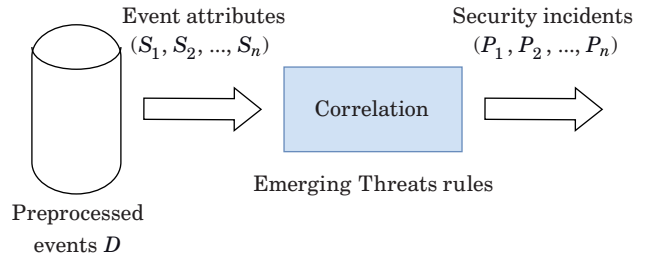 Event attributes
(S1, S2, ..., Sn)
Security incidents
(P1, P2, ..., Pn)
Correlation
Emerging Threats rules
Preprocessed
events D